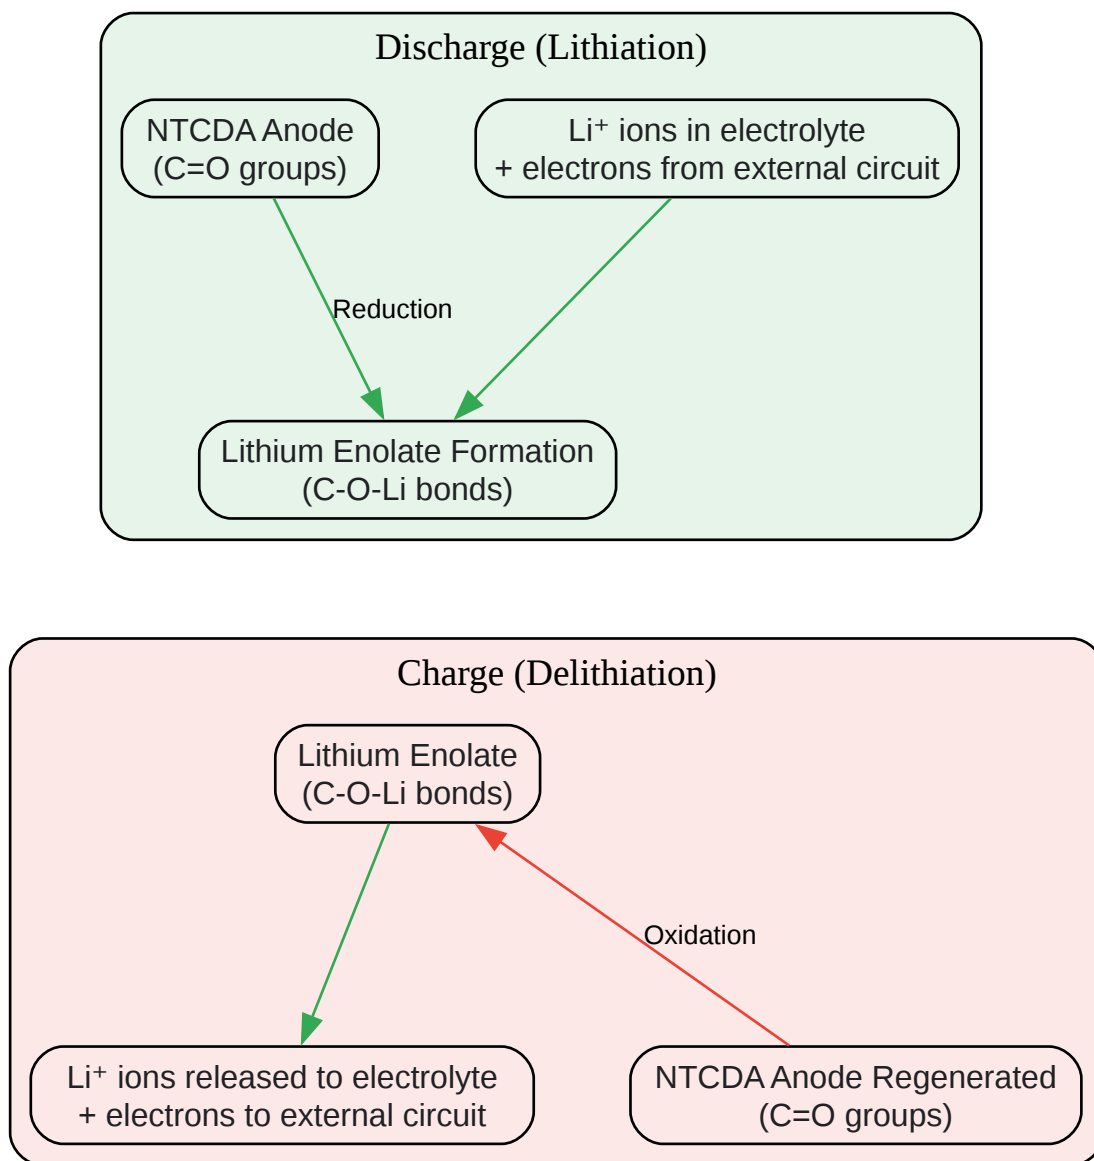 Discharge (Lithiation)
NTCDA Anode
(C=O groups)
Li⁺ ions in electrolyte
+ electrons from external circuit
Reduction
Lithium Enolate Formation
(C-O-Li bonds)
Charge (Delithiation)
Lithium Enolate
(C-O-Li bonds)
Oxidation
Li⁺ ions released to electrolyte
+ electrons to external circuit
NTCDA Anode Regenerated
(C=O groups)